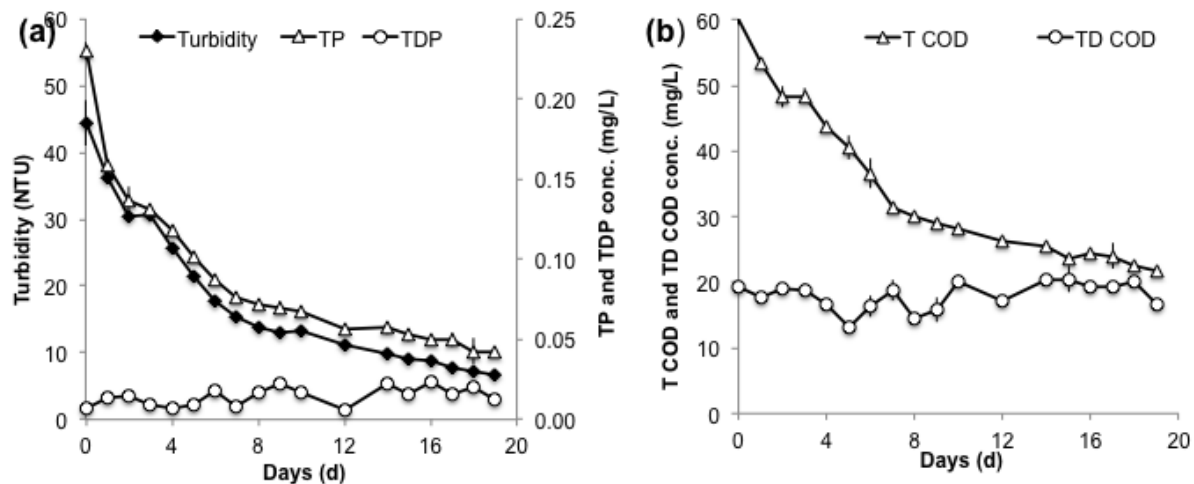 (a)
Turbidity TP TDP
60
50
40
30
20
10
0
0.25
0.20
0.15
0.10
0.05
0.00
Turbidity (NTU)
TP and TDP conc. (mg/L)
0 4 8 12 16 20
Days (d)
(b)
T COD TD COD
60
50
40
30
20
10
0
T COD and TD COD conc. (mg/L)
0 4 8 12 16 20
Days (d)